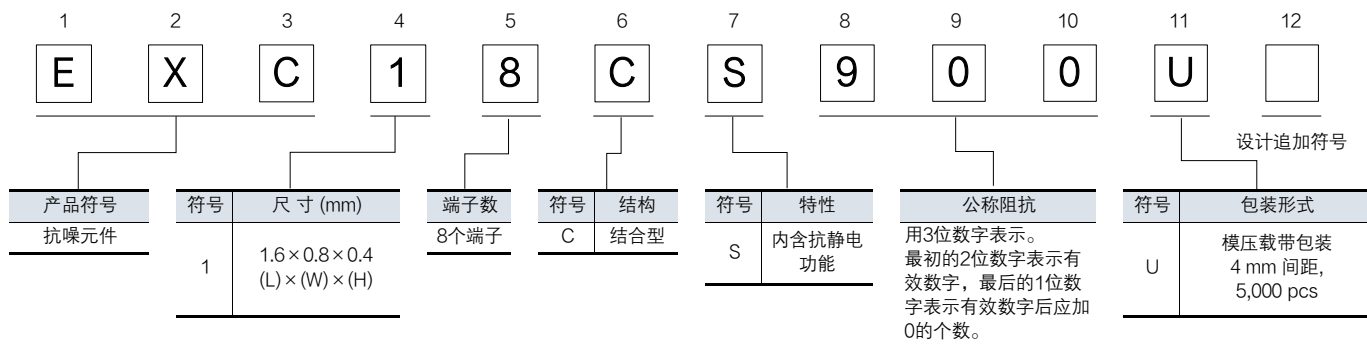 1 2 3 4 5 6 7 8 9 10 11 12
E X C 1 8 C S 9 0 0 U
设计追加符号
产品符号
抗噪元件
符号 尺 寸 (mm)
1 1.6×0.8×0.4
(L)×(W)×(H)
端子数
8个端子
符号 结构
C 结合型
符号 特性
S 内含抗静电
功能
公称阻抗
用3位数字表示。
最初的2位数字表示有
效数字，最后的1位数
字表示有效数字后应加
0的个数。
符号 包装形式
U 模压载带包装
4 mm 间距,
5,000 pcs